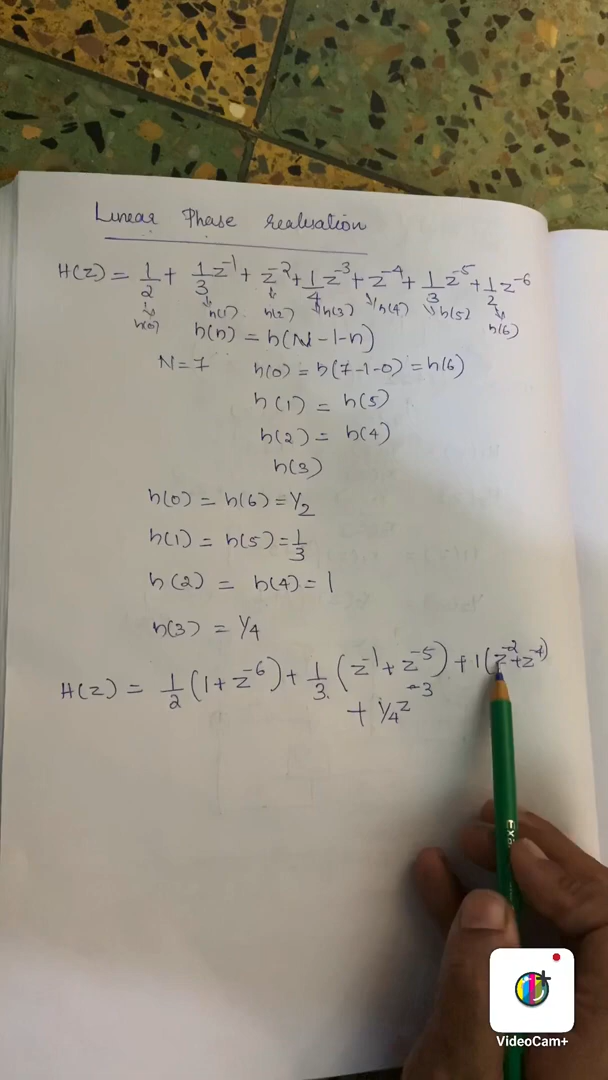 Linear Phase realisation
H(z) = 1/2 + 1/3 z^-1 + z^-2 + 1/4 z^-3 + z^-4 + 1/3 z^-5 + 1/2 z^-6
h(0) h(1) h(2) h(3) h(4) h(5) h(6)
h(n) = h(N-1-n)
N=7 h(0) = h(7-1-0) = h(6)
h(1) = h(5)
h(2) = h(4)
h(3)
h(0) = h(6) = 1/2
h(1) = h(5) = 1/3
h(2) = h(4) = 1
h(3) = 1/4
H(z) = 1/2 (1+z^-6) + 1/3 (z^-1 + z^-5) + 1(z^-2+z^-4)
+ 1/4 z^-3
VideoCam+